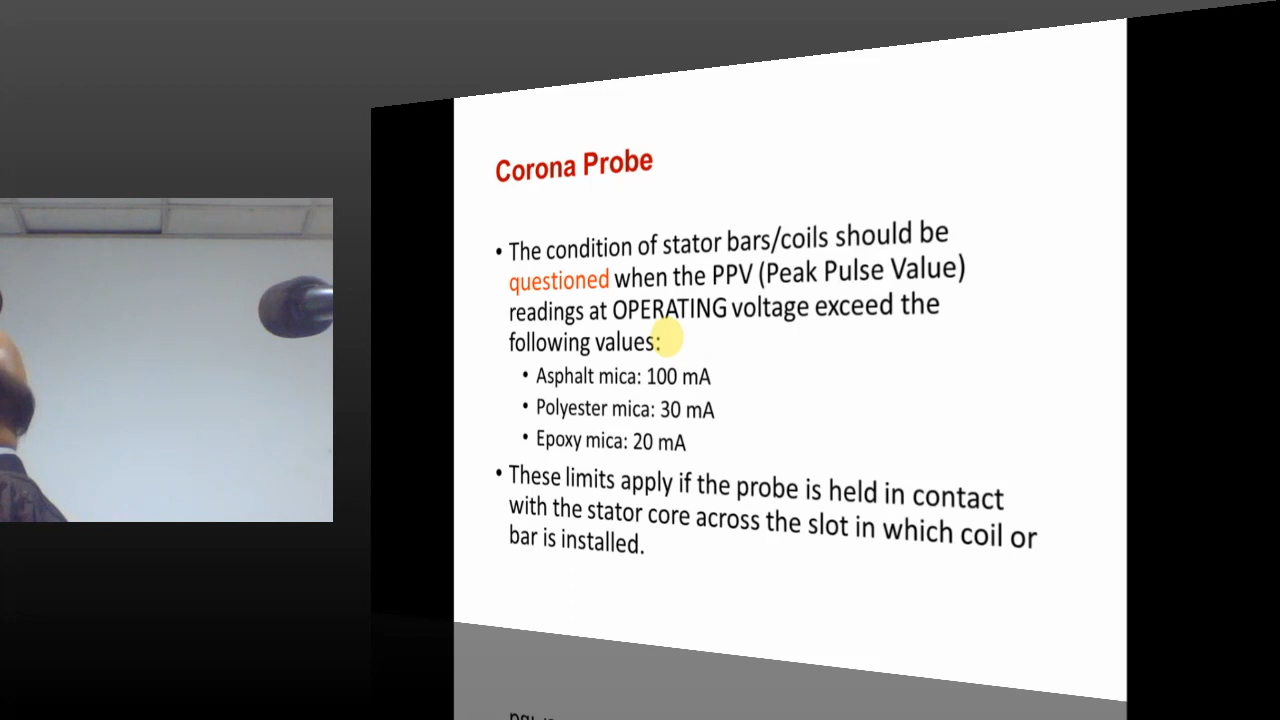 Corona Probe
• The condition of stator bars/coils should be
questioned when the PPV (Peak Pulse Value)
readings at OPERATING voltage exceed the
following values:
• Asphalt mica: 100 mA
• Polyester mica: 30 mA
• Epoxy mica: 20 mA
• These limits apply if the probe is held in contact
with the stator core across the slot in which coil or
bar is installed.